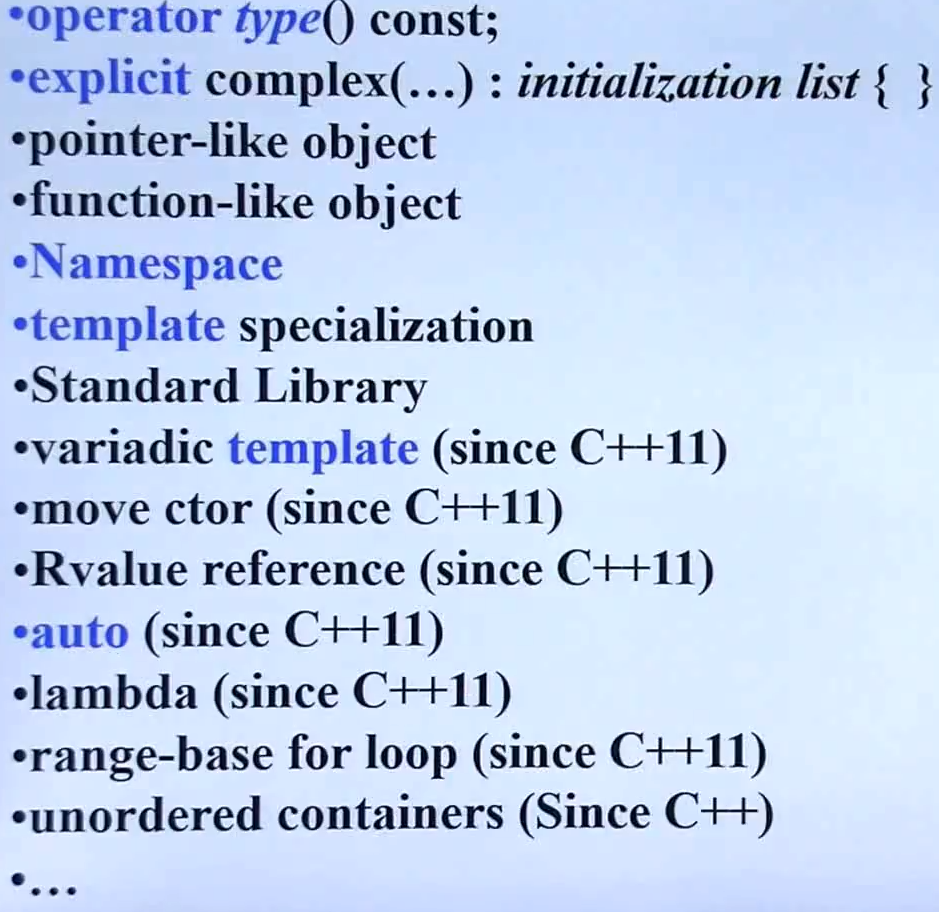 •operator type() const;
•explicit complex(…) : initialization list { }
•pointer-like object
•function-like object
•Namespace
•template specialization
•Standard Library
•variadic template (since C++11)
•move ctor (since C++11)
•Rvalue reference (since C++11)
•auto (since C++11)
•lambda (since C++11)
•range-base for loop (since C++11)
•unordered containers (Since C++)
•…